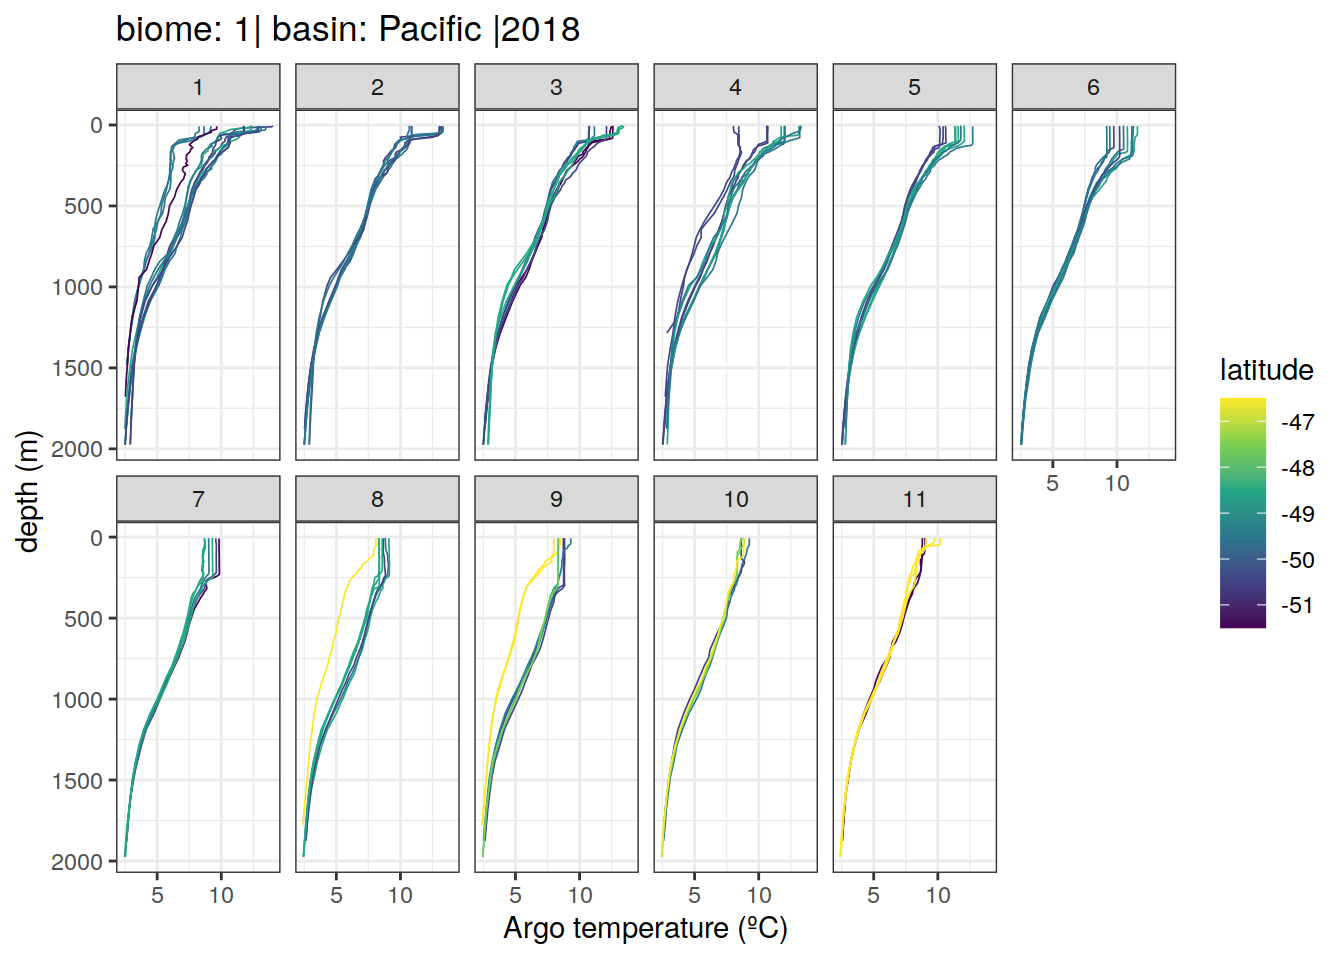 biome: 1| basin: Pacific |2018
1 2 3 4 5 6
0
500
1000
1500
2000
5 10
7 8 9 10 11
0
500
1000
1500
2000
5 10 5 10 5 10 5 10 5 10
depth (m)
Argo temperature (ºC)
latitude
-47
-48
-49
-50
-51